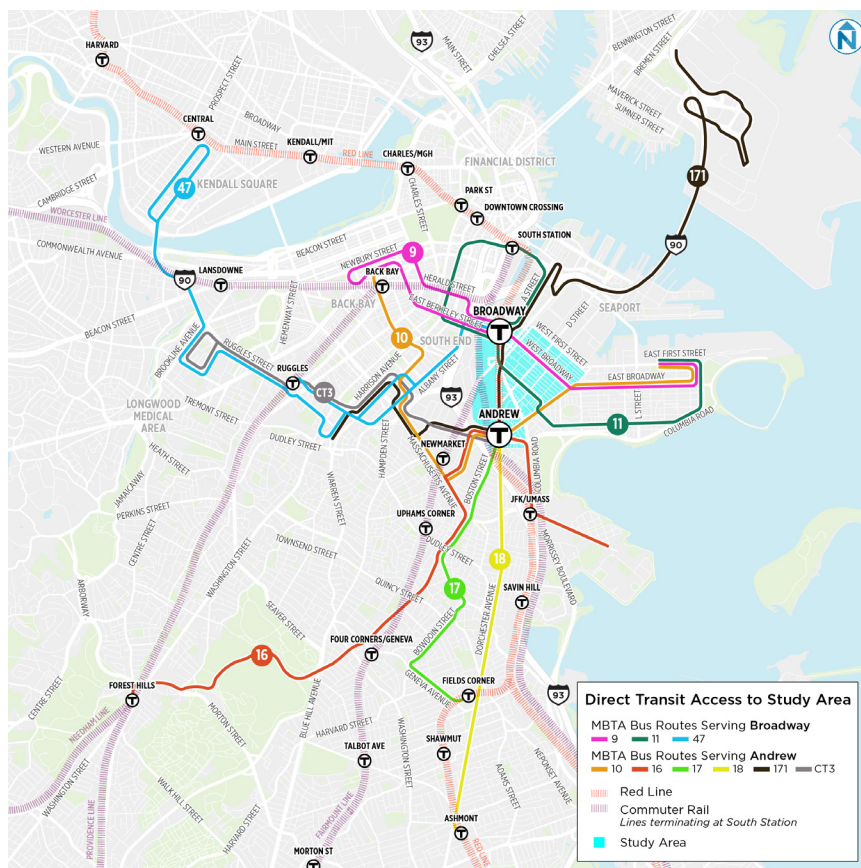 N
93
BENNINGTON STREET
BREMEN STREET
CHELSEA STREET
MAIN STREET
HARVARD
T
PROSPECT STREET
MAVERICK STREET
SUMNER STREET
CENTRAL
T
BROADWAY
WESTERN AVENUE
MAIN STREET
KENDALL/MIT
T
RED LINE
CHARLES/MGH
T
FINANCIAL DISTRICT
171
CAMBRIDGE STREET
47
KENDALL SQUARE
CHARLES STREET
PARK ST
T
DOWNTOWN CROSSING
T
WORCESTER LINE
COMMONWEALTH AVENUE
BEACON STREET
NEWBURY STREET
9
SOUTH STATION
T
90
90
LANSDOWNE
T
BACK BAY
T
HERALD STREET
A STREET
BACK BAY
EAST BERKELEY STREET
BROADWAY
T
D STREET
SEAPORT
BEACON STREET
HEMENWAY STREET
10
SOUTH END
WEST FIRST STREET
WEST BROADWAY
EAST FIRST STREET
BROOKLINE AVENUE
RUGGLES STREET
HARRISON AVENUE
ALBANY STREET
EAST BROADWAY
RUGGLES
T
CT3
93
L STREET
LONGWOOD
MEDICAL
AREA
TREMONT STREET
ANDREW
T
11
COLUMBIA ROAD
DUDLEY STREET
HAMPDEN STREET
NEWMARKET
T
HEATH STREET
JAMAICAWAY
MASSACHUSETTS AVENUE
BOSTON STREET
COLUMBIA ROAD
PERKINS STREET
WARREN STREET
JFK/UMASS
T
CENTRE STREET
UPHAMS CORNER
T
TOWNSEND STREET
DUDLEY STREET
MORRISSEY BOULEVARD
WASHINGTON STREET
18
ARBORWAY
QUINCY STREET
17
SAVIN HILL
T
SEAVER STREET
DORCHESTER AVENUE
BOWDOIN STREET
16
FOUR CORNERS/GENEVA
T
GENEVA AVENUE
FOREST HILLS
T
FIELDS CORNER
T
93
CENTRE STREET
NEEDHAM LINE
MORTON STREET
BLUE HILL AVENUE
HARVARD STREET
WASHINGTON STREET
SHAWMUT
T
TALBOT AVE
T
ADAMS STREET
NEPONSET AVENUE
WASHINGTON STREET
WALK HILL STREET
HARVARD STREET
FAIRMOUNT LINE
PROVIDENCE LINE
ASHMONT
T
RED LINE
MORTON ST
T
Direct Transit Access to Study Area
MBTA Bus Routes Serving Broadway
9 11 47
MBTA Bus Routes Serving Andrew
10 16 17 18 171 CT3
Red Line
Commuter Rail
Lines terminating at South Station
Study Area